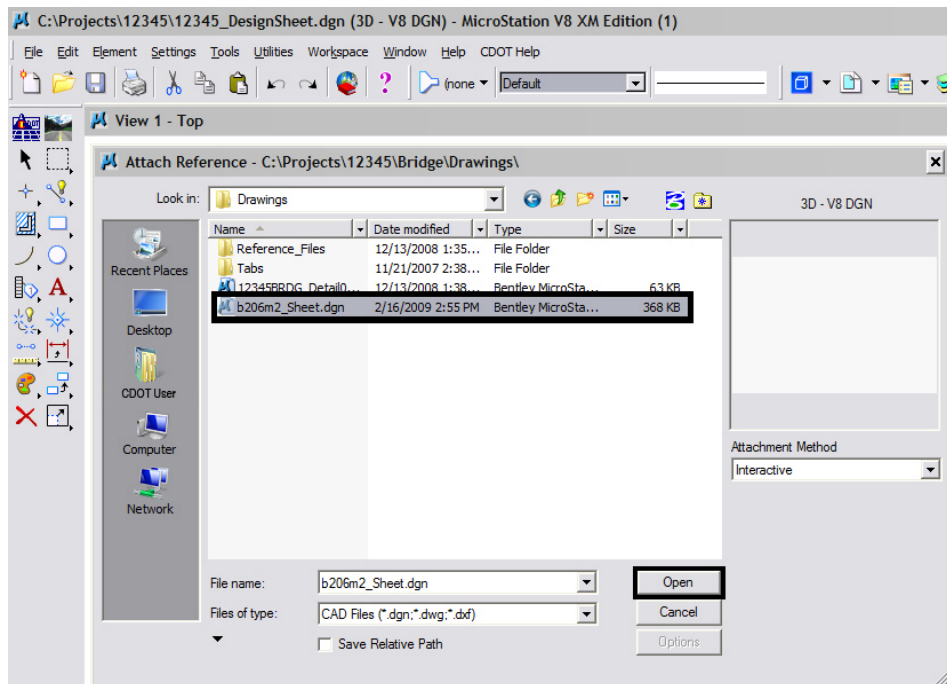 C:\Projects\12345\12345_DesignSheet.dgn (3D - V8 DGN) - MicroStation V8 XM Edition (1)
File Edit Element Settings Tools Utilities Workspace Window Help CDOT Help
(none Default
View 1 - Top
Attach Reference - C:\Projects\12345\Bridge\Drawings\
Look in: Drawings
3D - V8 DGN
Name Date modified Type Size
Reference_Files 12/13/2008 1:35... File Folder
Tabs 11/21/2007 2:38... File Folder
12345BRDG_Detail0... 12/13/2008 1:38... Bentley MicroSta... 63 KB
b206m2_Sheet.dgn 2/16/2009 2:55 PM Bentley MicroSta... 368 KB
Recent Places
Desktop
CDOT User
Computer
Network
Attachment Method
Interactive
File name: b206m2_Sheet.dgn Open
Files of type: CAD Files (*.dgn;*.dwg;*.dxf) Cancel
Save Relative Path Options